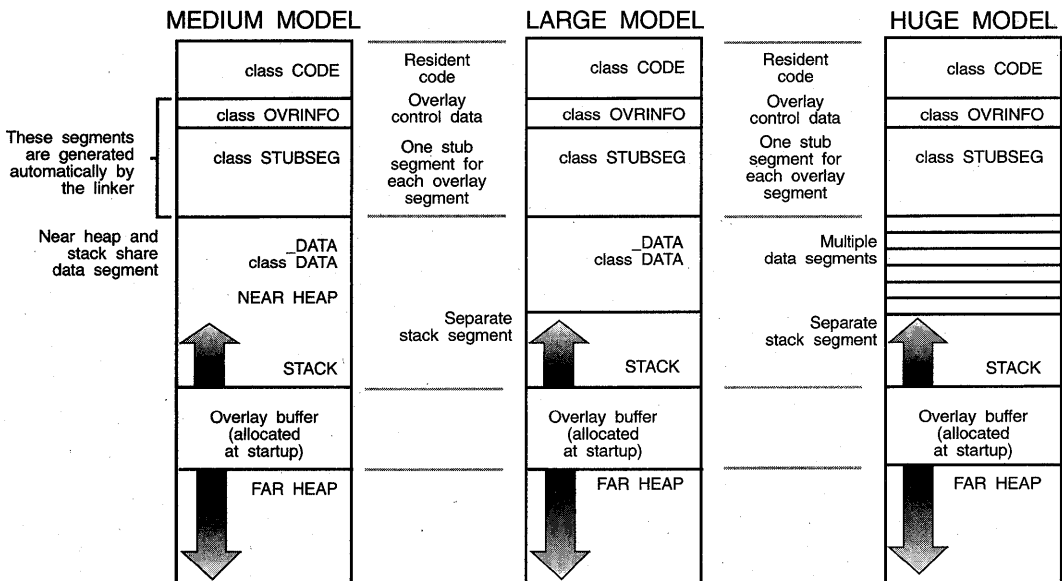 MEDIUM MODEL
LARGE MODEL
HUGE MODEL
class CODE
Resident
code
class CODE
Resident
code
class CODE
These segments
are generated
automatically by
the linker
class OVRINFO
Overlay
control data
class OVRINFO
Overlay
control data
class OVRINFO
class STUBSEG
One stub
segment for
each overlay
segment
class STUBSEG
One stub
segment for
each overlay
segment
class STUBSEG
Near heap and
stack share
data segment
_DATA
class DATA
NEAR HEAP
STACK
Separate
stack segment
_DATA
class DATA
STACK
Multiple
data segments
Separate
stack segment
STACK
Overlay buffer
(allocated
at startup)
Overlay buffer
(allocated
at startup)
Overlay buffer
(allocated
at startup)
FAR HEAP
FAR HEAP
FAR HEAP